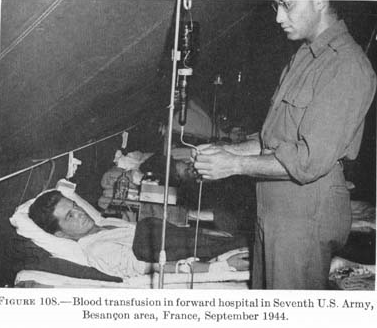 FIGURE 108.—Blood transfusion in forward hospital in Seventh U.S. Army,
Besançon area, France, September 1944.